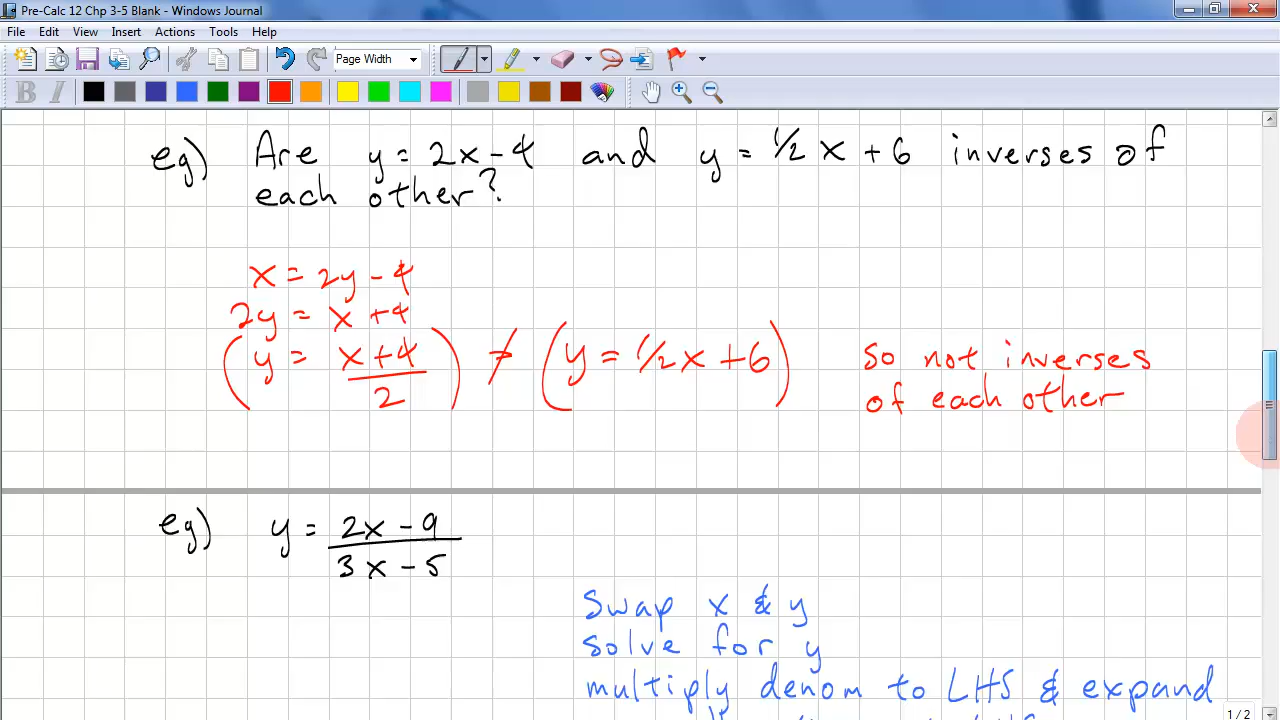 Pre-Calc 12 Chp 3-5 Blank - Windows Journal
File Edit View Insert Actions Tools Help
Page Width
B I
eg) Are y = 2x - 4 and y = 1/2 x + 6 inverses of
each other?
x = 2y - 4
2y = x + 4
(y = (x + 4)/2) ≠ (y = 1/2x + 6) so not inverses
of each other
eg) y = (2x - 9)/(3x - 5)
Swap x & y
solve for y
multiply denom to LHS & expand
1/2